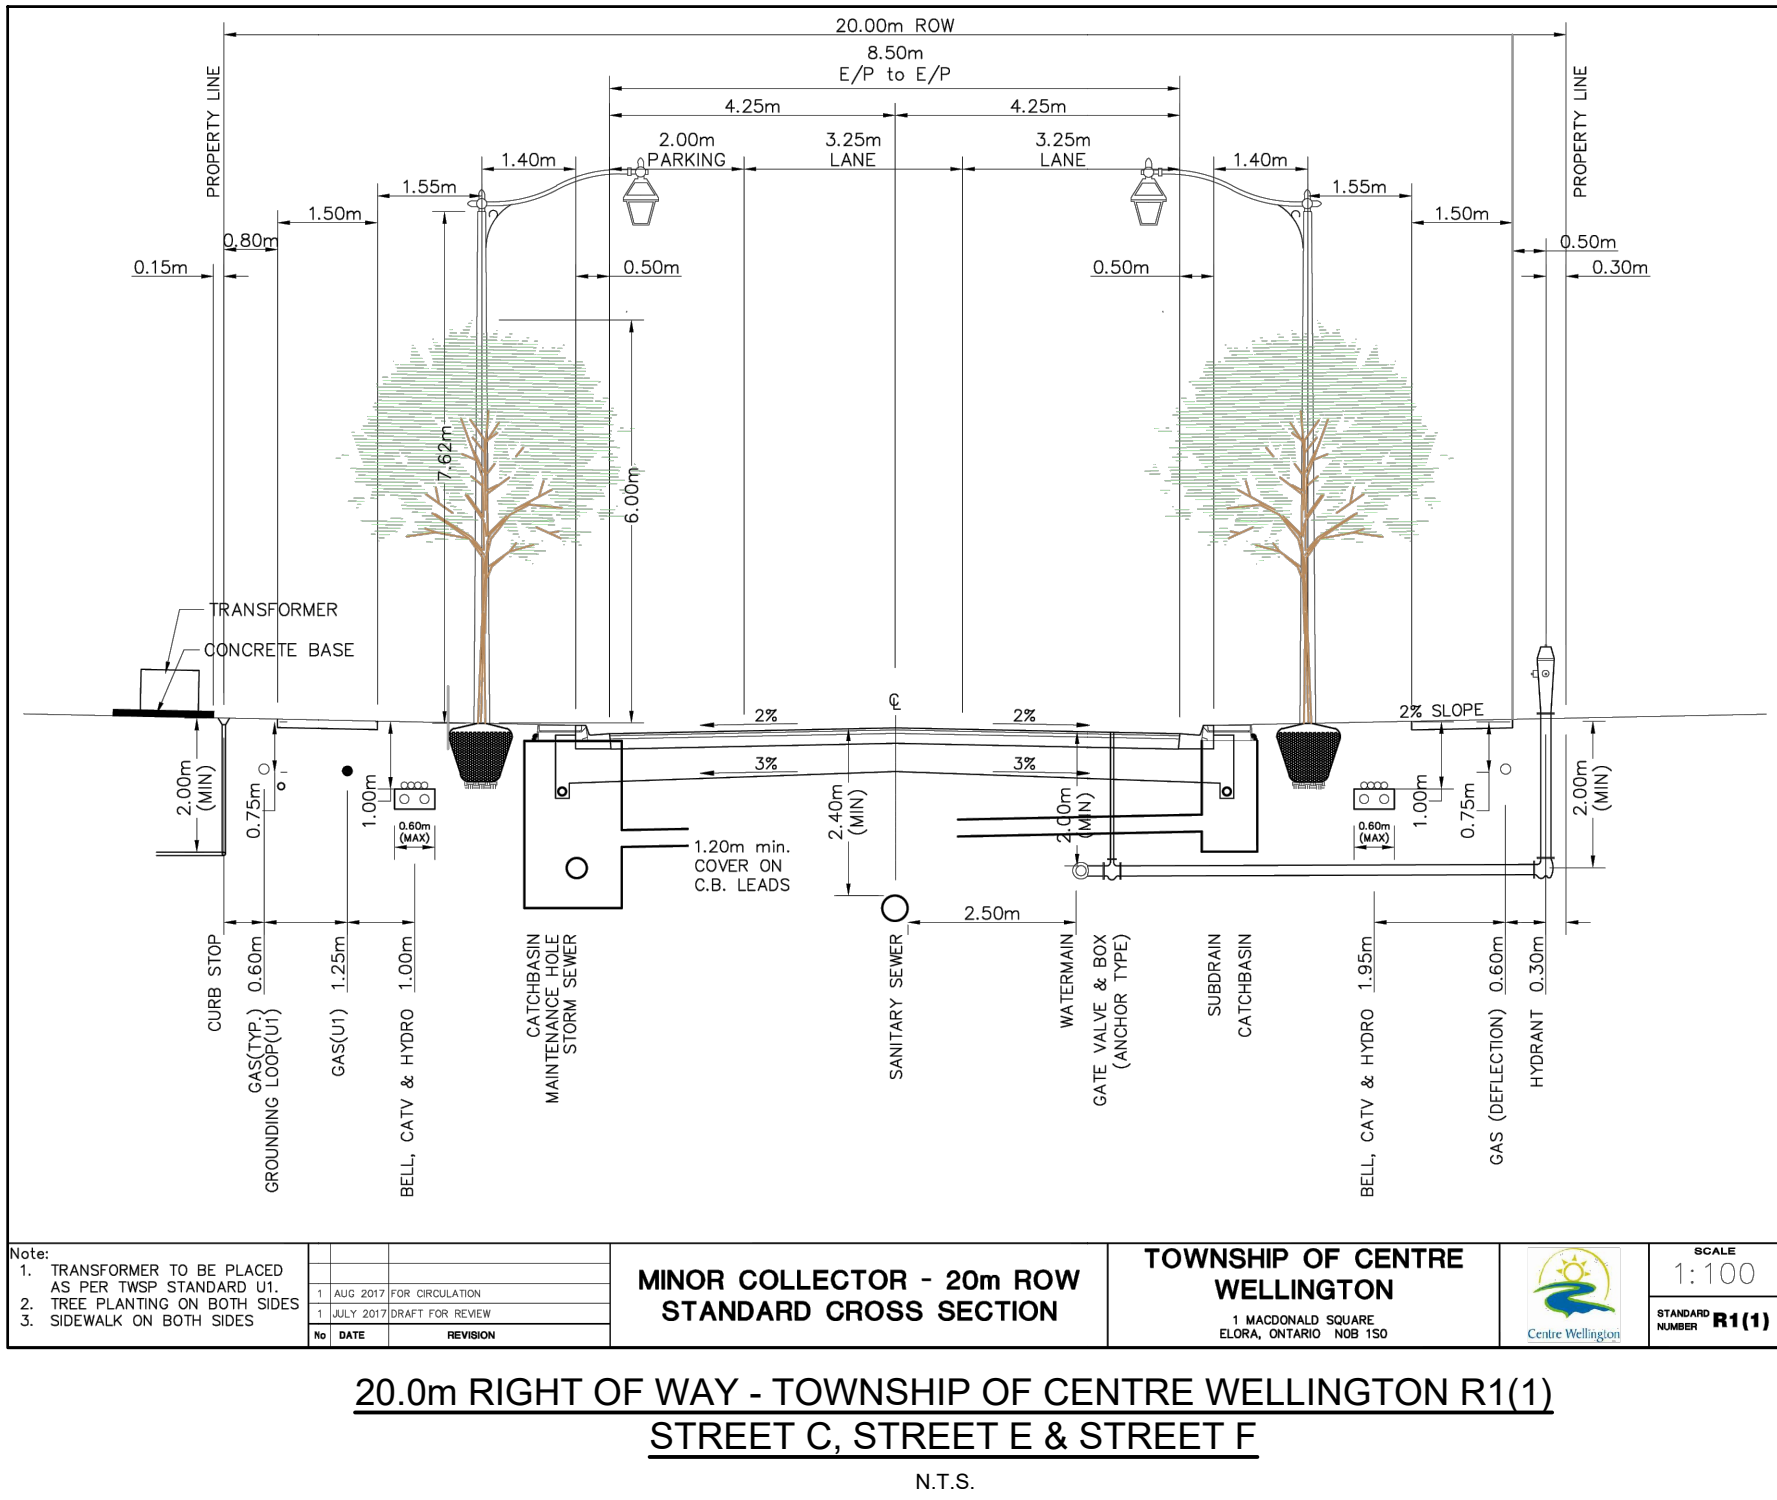 20.00m ROW
8.50m
E/P to E/P
4.25m
4.25m
PROPERTY LINE
PROPERTY LINE
2.00m
PARKING
3.25m
LANE
3.25m
LANE
1.40m
1.40m
1.55m
1.55m
1.50m
1.50m
0.80m
0.50m
0.15m
0.50m
0.50m
0.30m
7.62m
6.00m
TRANSFORMER
CONCRETE BASE
℄
2%
2%
2% SLOPE
3%
3%
2.00m
(MIN)
0.75m
1.00m
0.60m
(MAX)
2.40m
(MIN)
2.00m
(MIN)
1.20m min.
COVER ON
C.B. LEADS
1.00m
0.60m
(MAX)
0.75m
2.00m
(MIN)
2.50m
CURB STOP
GAS(TYP.) 0.60m
GROUNDING LOOP(U1)
GAS(U1) 1.25m
BELL, CATV & HYDRO 1.00m
CATCHBASIN
MAINTENANCE HOLE
STORM SEWER
SANITARY SEWER
WATERMAIN
GATE VALVE & BOX
(ANCHOR TYPE)
SUBDRAIN
CATCHBASIN
BELL, CATV & HYDRO 1.95m
GAS (DEFLECTION) 0.60m
HYDRANT 0.30m
Note:
1. TRANSFORMER TO BE PLACED
AS PER TWSP STANDARD U1.
2. TREE PLANTING ON BOTH SIDES
3. SIDEWALK ON BOTH SIDES
1 AUG 2017 FOR CIRCULATION
1 JULY 2017 DRAFT FOR REVIEW
No DATE REVISION
MINOR COLLECTOR - 20m ROW
STANDARD CROSS SECTION
TOWNSHIP OF CENTRE
WELLINGTON
1 MACDONALD SQUARE
ELORA, ONTARIO N0B 1S0
Centre Wellington
SCALE
1:100
STANDARD
NUMBER R1(1)
20.0m RIGHT OF WAY - TOWNSHIP OF CENTRE WELLINGTON R1(1)
STREET C, STREET E & STREET F
N.T.S.